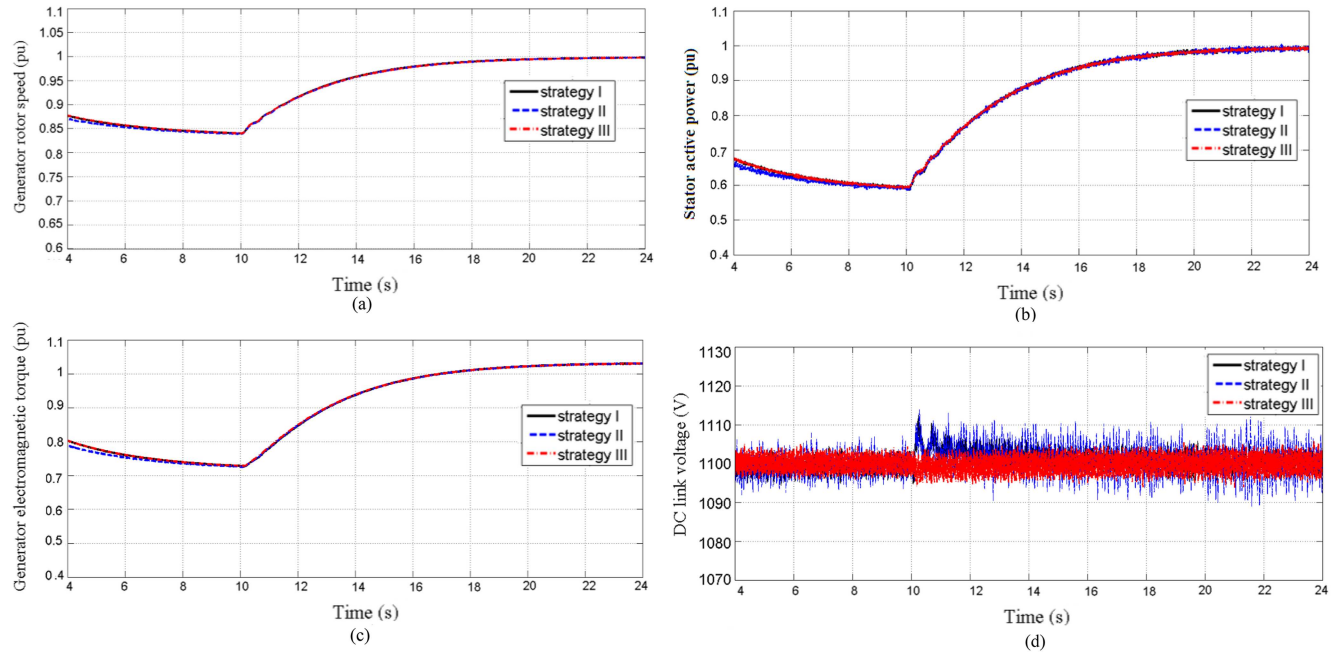 Generator rotor speed (pu)
1.1
1.05
1
0.95
0.90
0.85
0.8
0.75
0.7
0.65
0.6
4 6 8 10 12 14 16 18 20 22 24
strategy I
strategy II
strategy III
Time (s)
(a)
Stator active power (pu)
1.1
1
0.9
0.8
0.7
0.6
0.5
0.4
4 6 8 10 12 14 16 18 20 22 24
strategy I
strategy II
strategy III
Time (s)
(b)
Generator electromagnetic torque (pu)
1.1
1
0.9
0.8
0.7
0.6
0.5
0.4
4 6 8 10 12 14 16 18 20 22 24
strategy I
strategy II
strategy III
Time (s)
(c)
DC link voltage (V)
1130
1120
1110
1100
1090
1080
1070
4 6 8 10 12 14 16 18 20 22 24
strategy I
strategy II
strategy III
Time (s)
(d)